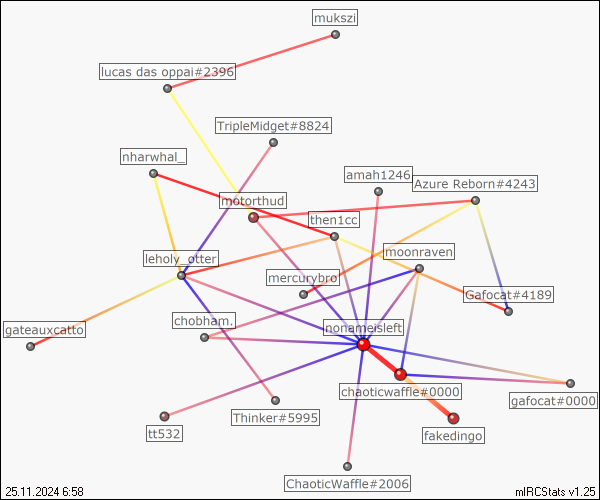 mukszi
lucas das oppai#2396
TripleMidget#8824
nharwhal_
amah1246
Azure Reborn#4243
motorthud
then1cc
moonraven
leholy_otter
mercurybro
Gafocat#4189
chobham.
gateauxcatto
nonameisleft
chaoticwaffle#0000
gafocat#0000
Thinker#5995
tt532
fakedingo
ChaoticWaffle#2006
25.11.2024 6:58
mIRCStats v1.25